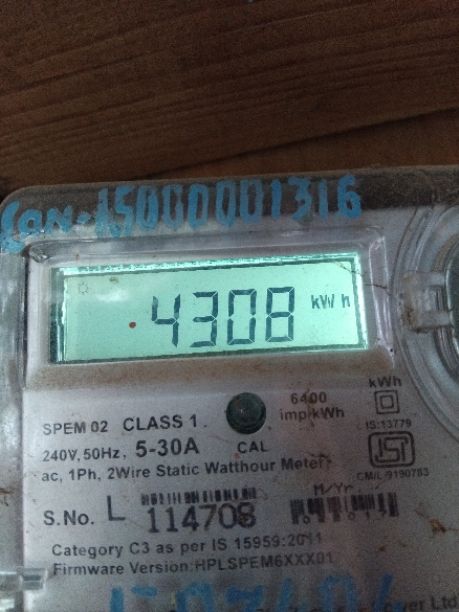 CON-15000001316
4308 kWh
6400
imp/kWh
kWh
SPEM 02 CLASS 1
IS:13779
240V, 50Hz, 5-30A CAL
ac, 1Ph, 2Wire Static Watthour Meter
CM/L-9190783
M/Yr
S.No. L 114708
Category C3 as per IS 15959:2011
Firmware Version:HPLSPEM6XXX01
Ltd